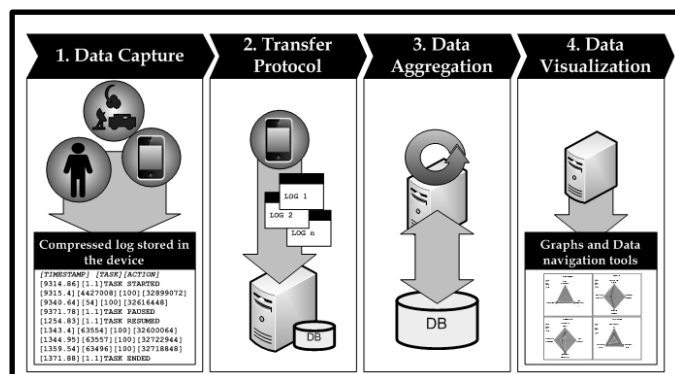 1. Data Capture
2. Transfer
Protocol
3. Data
Aggregation
4. Data
Visualization
Compressed log stored in
the device
[TIMESTAMP] [TASK][ACTION]
[9314.86][1.1]TASK STARTED
[9315.4][4427008][100][32899072]
[9340.64][54][100][32616448]
[9371.78][1.1]TASK PAUSED
[1254.83][1.1]TASK RESUMED
[1343.4][63554][100][32600064]
[1344.95][63557][100][32722944]
[1359.54][63496][100][32718848]
[1371.88][1.1]TASK ENDED
LOG 1
LOG 2
LOG n
DB
DB
Graphs and Data
navigation tools